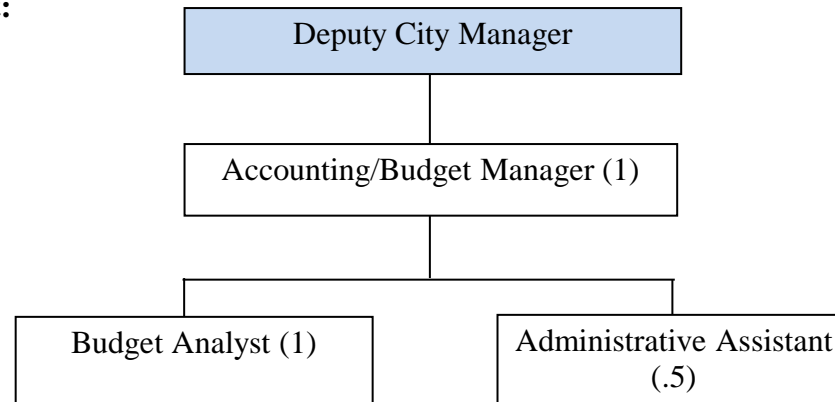 :
Deputy City Manager
Accounting/Budget Manager (1)
Budget Analyst (1)
Administrative Assistant
(.5)